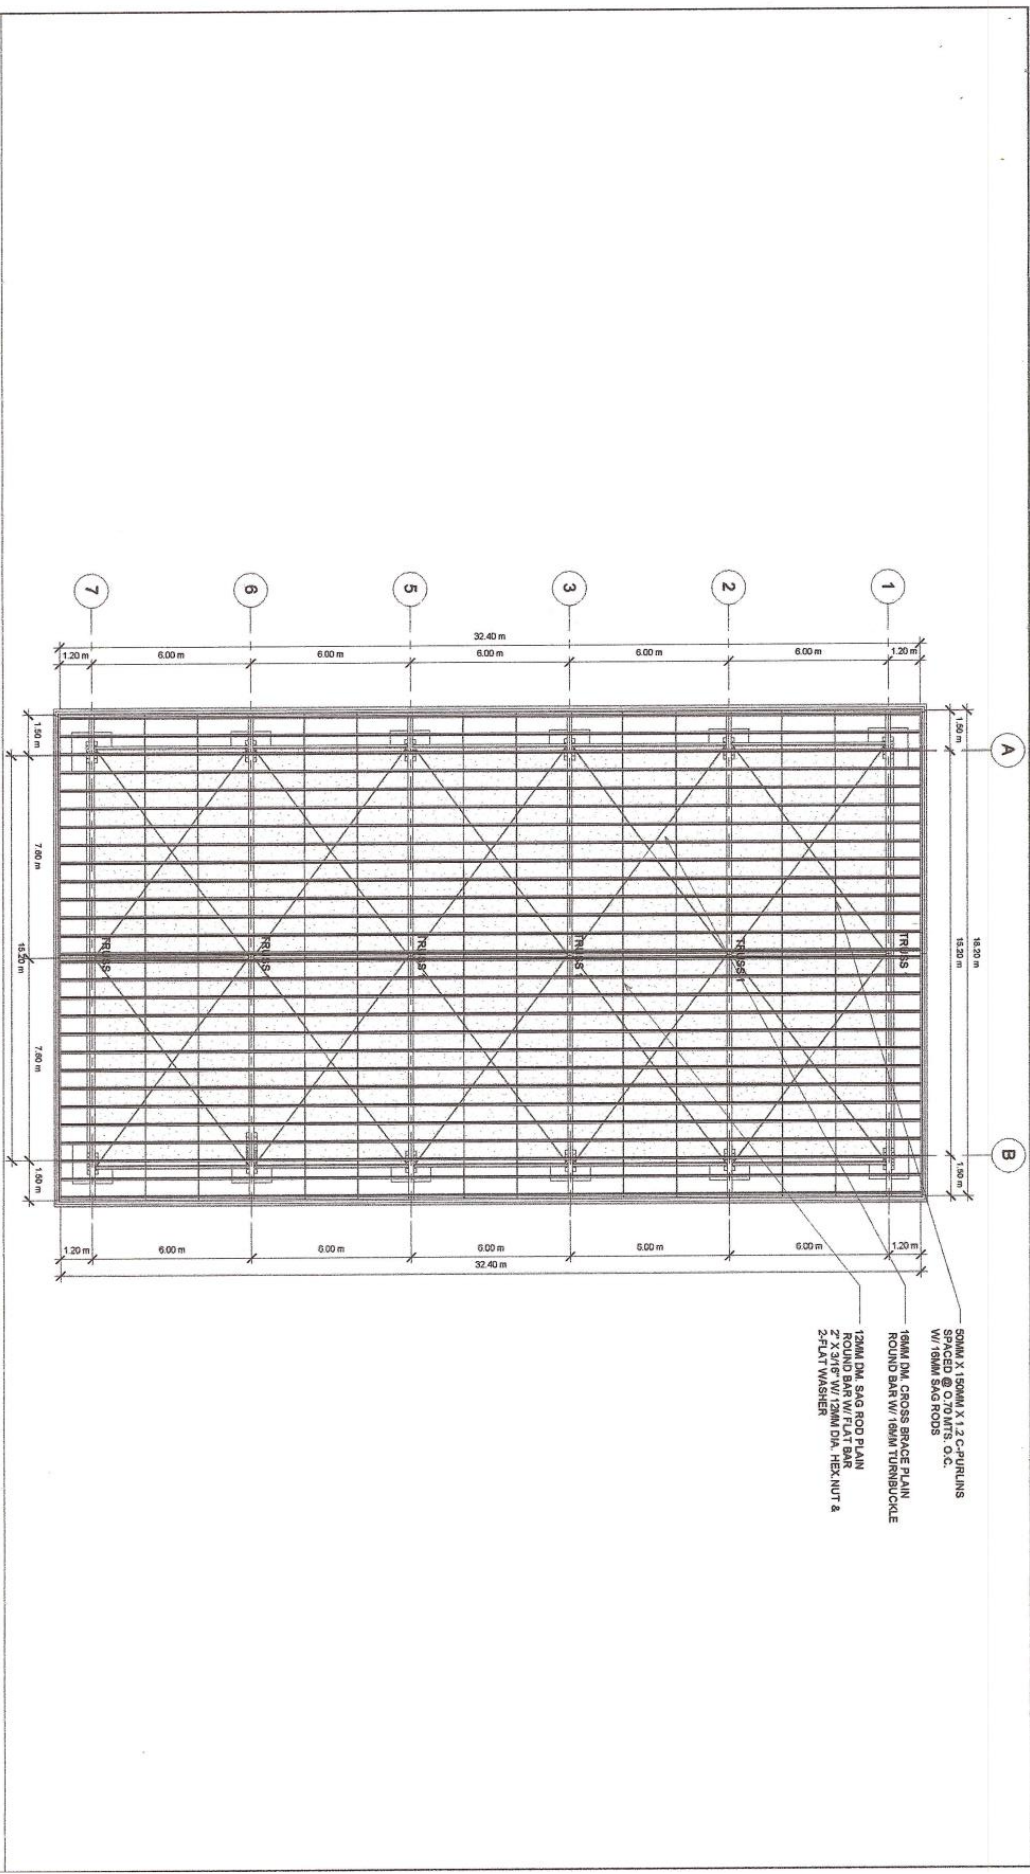 A
B
18.20 m
1.50 m
15.20 m
1.50 m
50MM X 150MM X 1.2 C-PURLINS
SPACED @ O.70 MTS. O.C.
W/ 16MM SAG RODS
16MM DM. CROSS BRACE PLAIN
ROUND BAR W/ 16MM TURNBUCKLE
12MM DM. SAG ROD PLAIN
ROUND BAR W/ FLAT BAR
2" X 3/16" W/ 12MM DIA. HEX.NUT &
2-FLAT WASHER
1
2
3
5
6
7
32.40 m
1.20 m
6.00 m
6.00 m
6.00 m
6.00 m
6.00 m
1.20 m
TRUSS 1
TRUSS 1
TRUSS 1
TRUSS
TRUSS
TRUSS
1.20 m
6.00 m
6.00 m
6.00 m
6.00 m
6.00 m
1.20 m
32.40 m
1.50 m
7.60 m
7.60 m
1.50 m
15.20 m